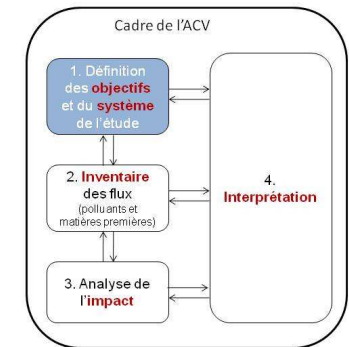 Cadre de l'ACV
1. Définition
des objectifs
et du système
de l'étude
2. Inventaire
des flux
(polluants et
matières premières)
3. Analyse de
l'impact
4.
Interprétation